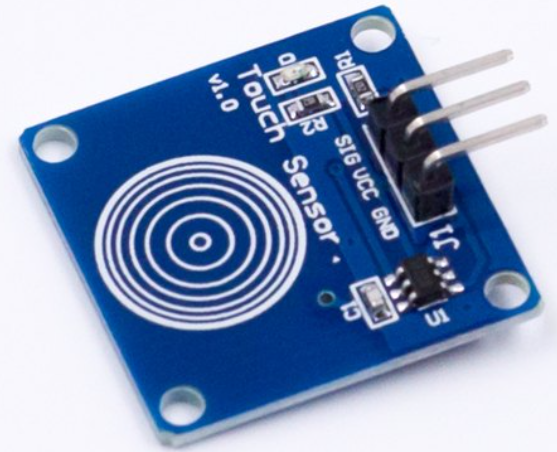 D
R1
Touch Sensor
v1.0
R2
SIG VCC GND
J1
C1
U1